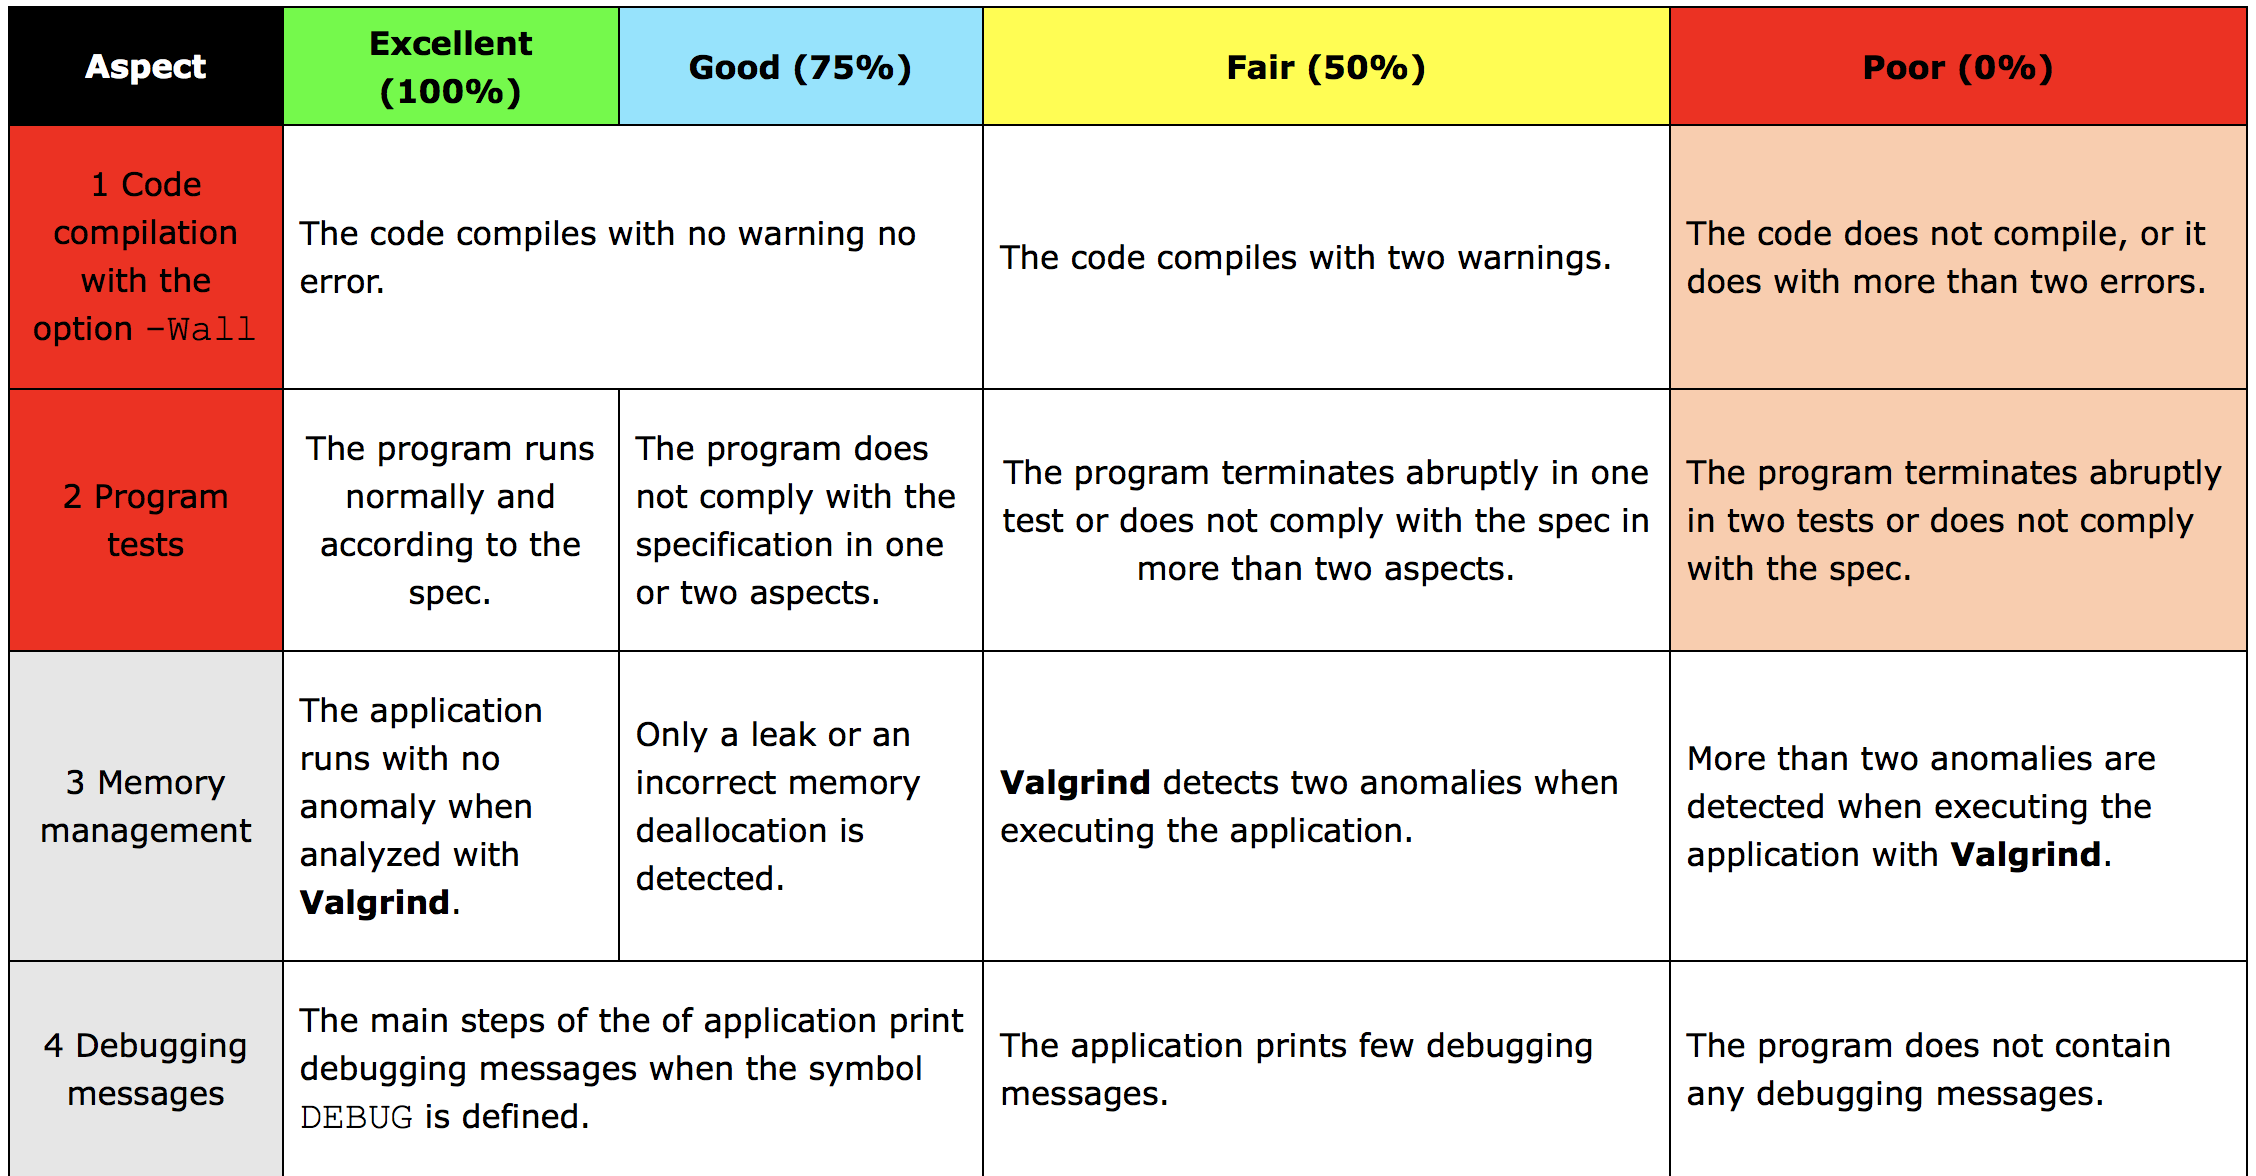 Aspect
Excellent
(100%)
Good (75%)
Fair (50%)
Poor (0%)
1 Code
compilation
with the
option -Wall
The code compiles with no warning no
error.
The code compiles with two warnings.
The code does not compile, or it
does with more than two errors.
2 Program
tests
The program runs
normally and
according to the
spec.
The program does
not comply with the
specification in one
or two aspects.
The program terminates abruptly in one
test or does not comply with the spec in
more than two aspects.
The program terminates abruptly
in two tests or does not comply
with the spec.
3 Memory
management
The application
runs with no
anomaly when
analyzed with
Valgrind.
Only a leak or an
incorrect memory
deallocation is
detected.
Valgrind detects two anomalies when
executing the application.
More than two anomalies are
detected when executing the
application with Valgrind.
4 Debugging
messages
The main steps of the of application print
debugging messages when the symbol
DEBUG is defined.
The application prints few debugging
messages.
The program does not contain
any debugging messages.